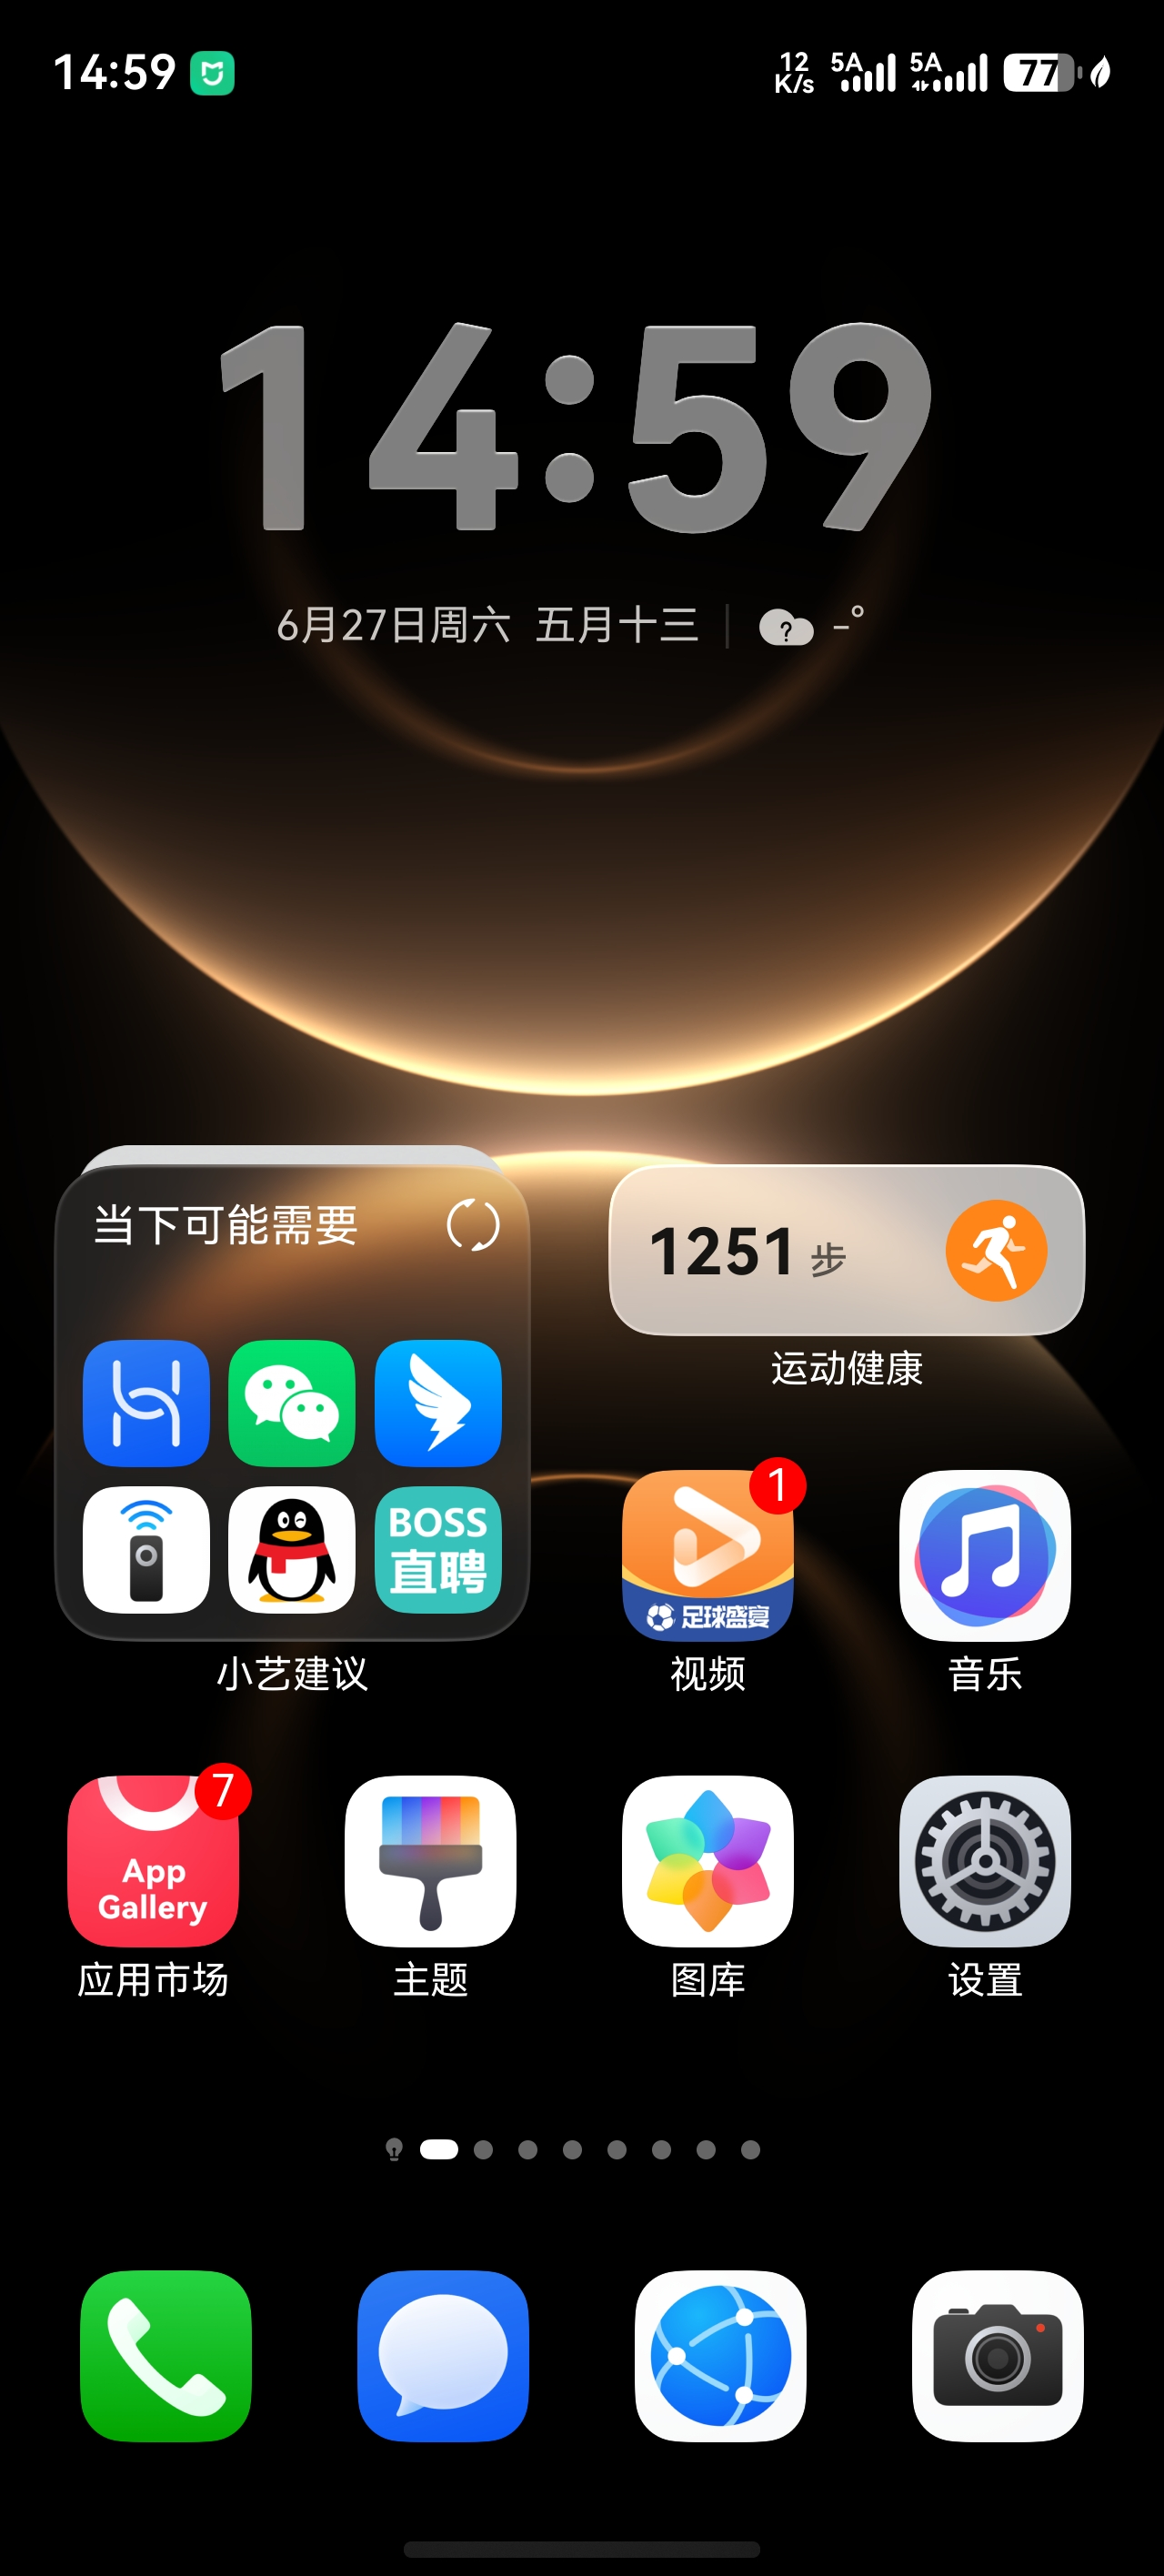 14:59
12 K/s 5A 5A 77
14:59
6月27日周六 五月十三 ? -°
当下可能需要
1251 步
运动健康
BOSS
直聘
1
足球盛宴
小艺建议
视频
音乐
7
App
Gallery
应用市场
主题
图库
设置